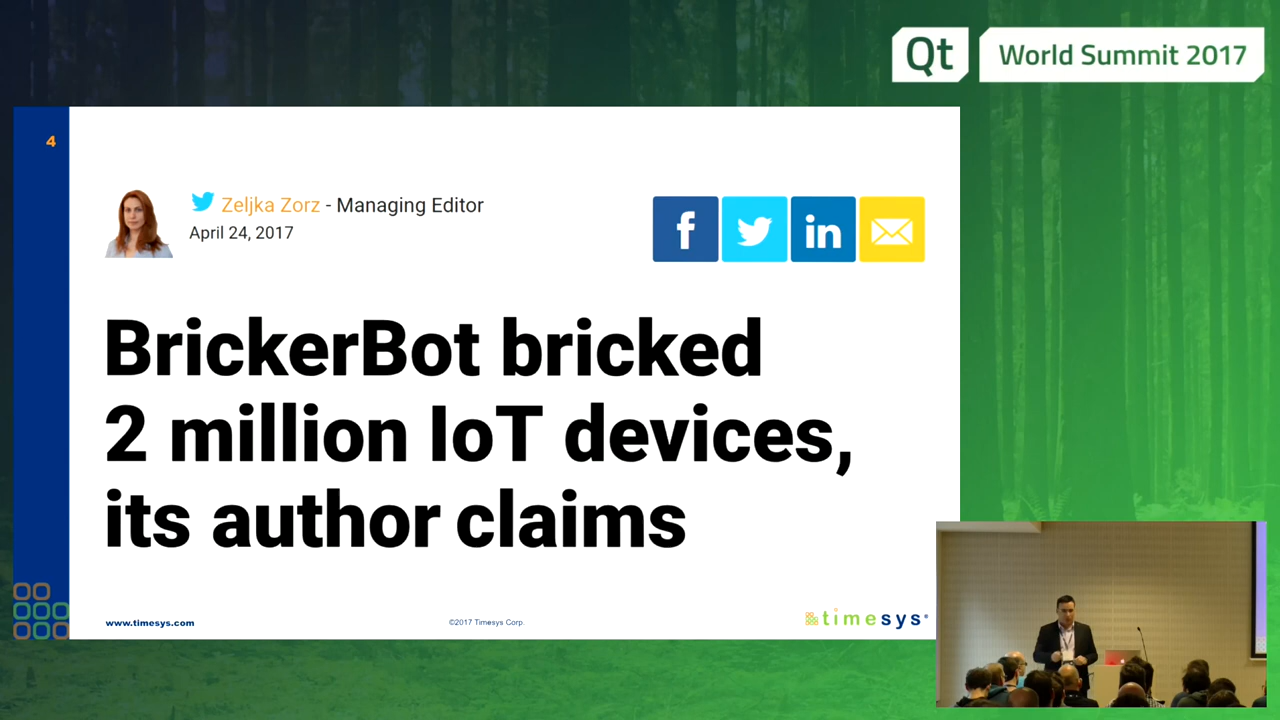 Qt World Summit 2017
4
Zeljka Zorz - Managing Editor
April 24, 2017
f in
BrickerBot bricked
2 million IoT devices,
its author claims
www.timesys.com ©2017 Timesys Corp. timesys®